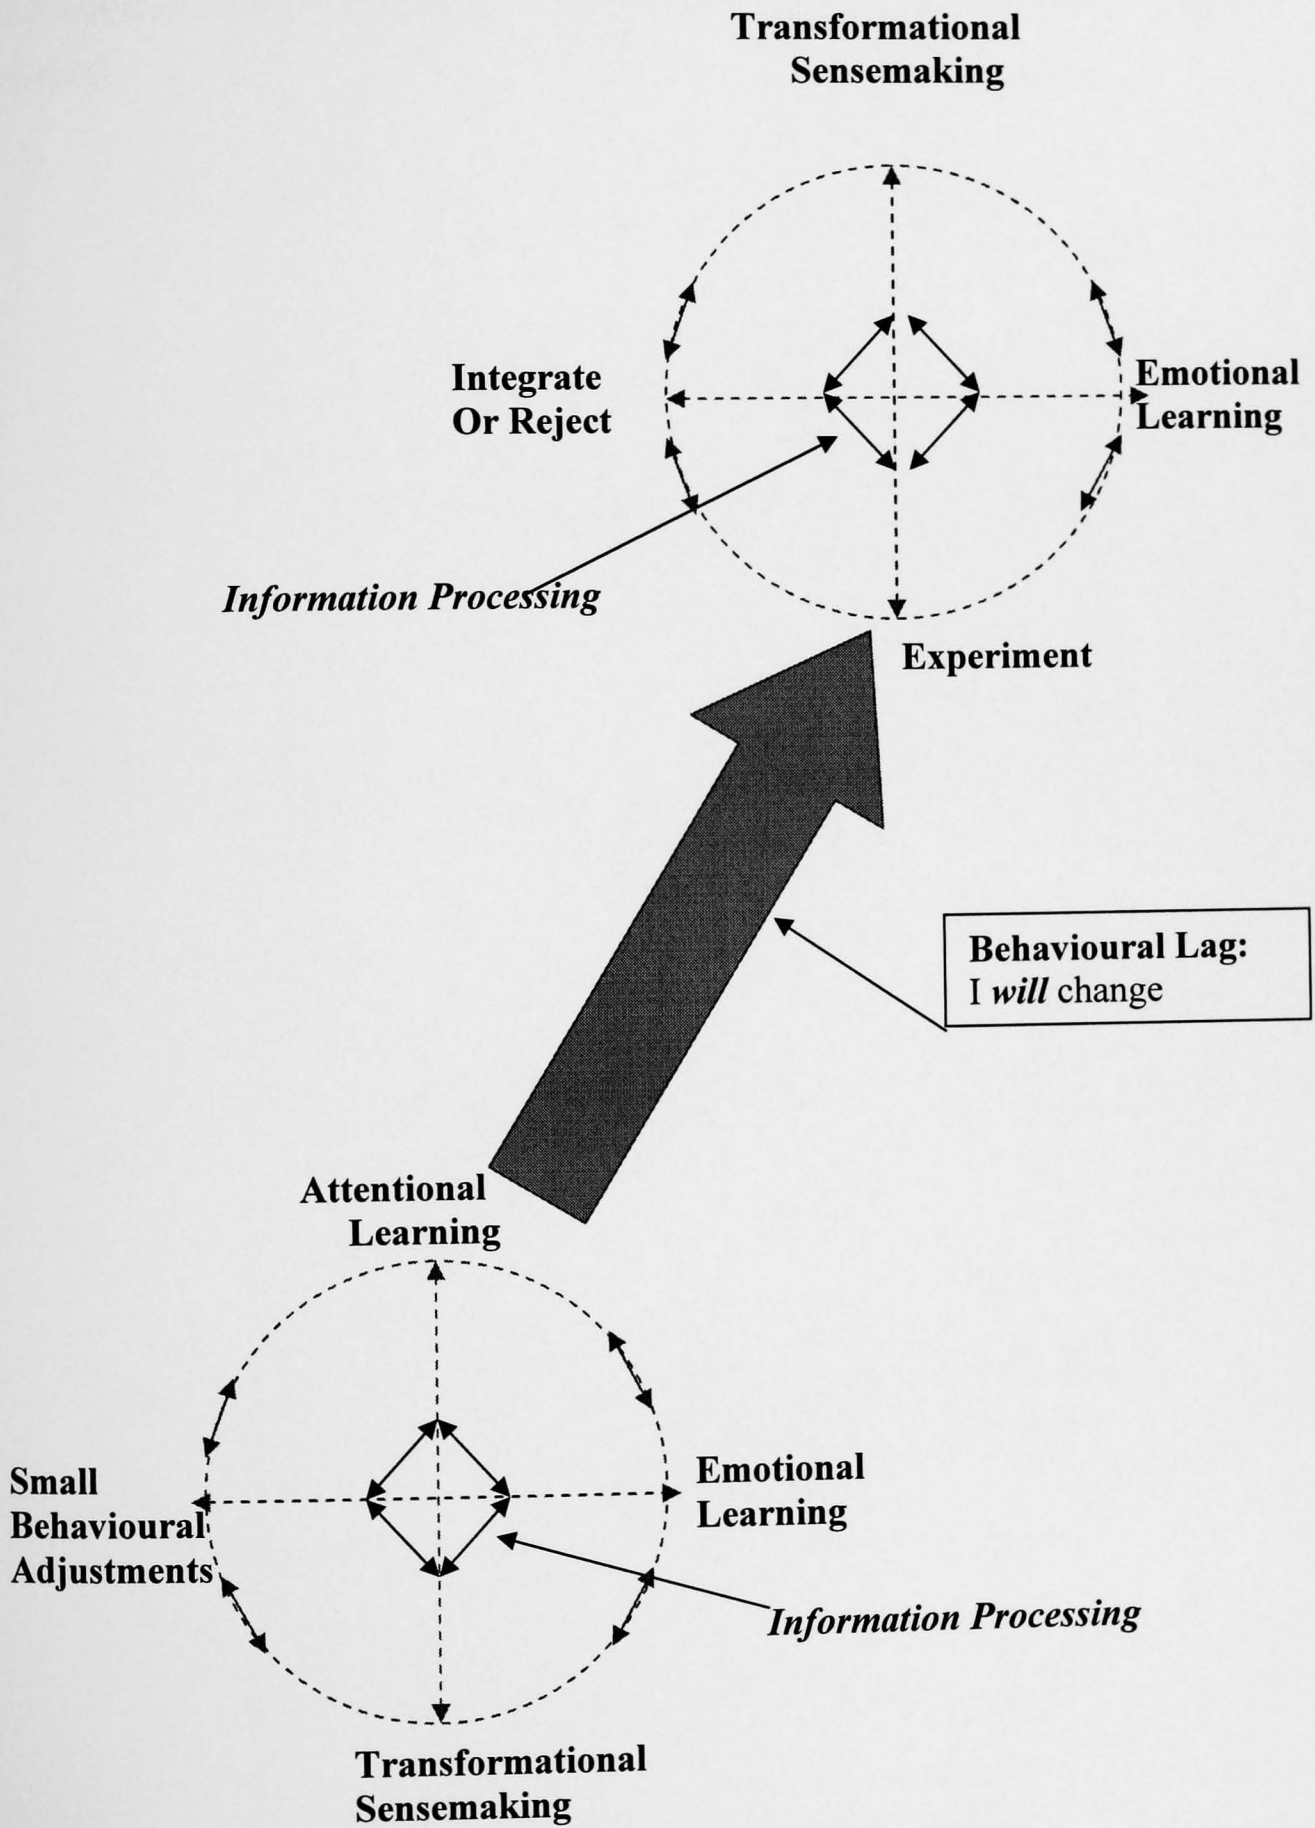 Transformational
Sensemaking
Integrate
Or Reject
Emotional
Learning
Information Processing
Experiment
Behavioural Lag:
I will change
Attentional
Learning
Small
Behavioural
Adjustments
Emotional
Learning
Information Processing
Transformational
Sensemaking